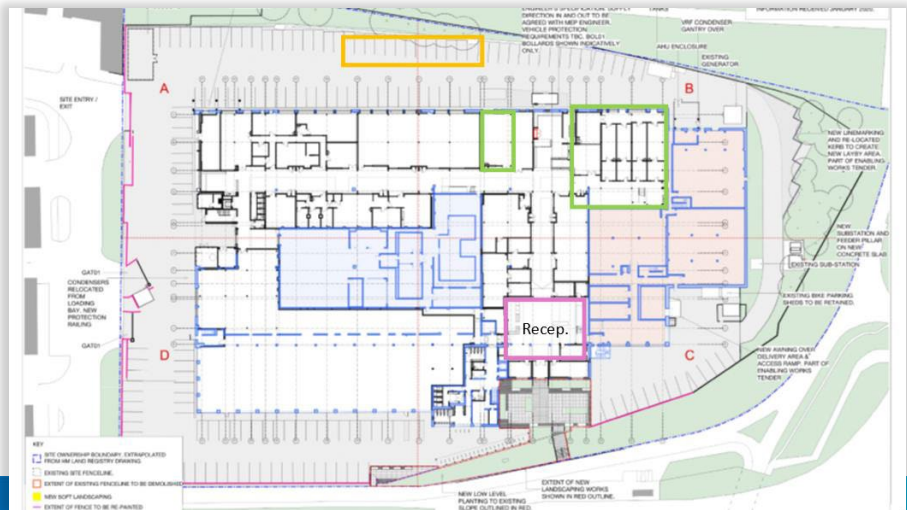 ENGINEER'S SPECIFICATION. SUPPLY
DIRECTION IN AND OUT TO BE
AGREED WITH MEP ENGINEER.
VEHICLE PROTECTION
REQUIREMENTS TBC. BOLE1
BOLLARDS SHOWN INDICATIVELY
ONLY.
TANKS
VRF CONDENSER
GANTRY OVER
INFORMATION RECEIVED JANUARY 2020.
AHU ENCLOSURE
EXISTING
GENERATOR
A
B
SITE ENTRY /
EXIT
NEW LINEMARKING
AND RE-LOCATED
KERB TO CREATE
NEW LAYBY AREA.
PART OF ENABLING
WORKS TENDER.
NEW
SUBSTATION AND
FEEDER PILLAR
ON NEW
CONCRETE SLAB
EXISTING SUB-STATION
GAT01
CONDENSERS
RELOCATED
FROM
LOADING
BAY. NEW
PROTECTION
RAILING
EXISTING BIKE PARKING
SHEDS TO BE RETAINED.
GAT01
Recep.
D
C
NEW AWNING OVER
DELIVERY AREA &
ACCESS RAMP. PART OF
ENABLING WORKS
TENDER
KEY
SITE OWNERSHIP BOUNDARY, EXTRAPOLATED
FROM HM LAND REGISTRY DRAWING
EXISTING SITE FENCELINE.
EXTENT OF EXISTING FENCELINE TO BE DEMOLISHED
NEW SOFT LANDSCAPING
EXTENT OF FENCE TO BE RE-PAINTED
NEW LOW LEVEL
PLANTING TO EXISTING
SLOPE OUTLINED IN RED
EXTENT OF NEW
LANDSCAPING WORKS
SHOWN IN RED OUTLINE.